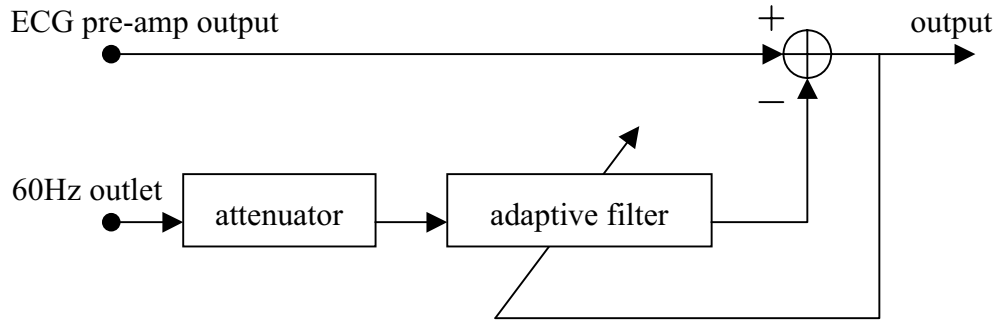 ECG pre-amp output
+
output
−
60Hz outlet
attenuator
adaptive filter